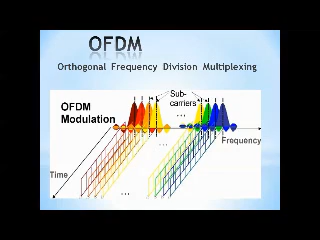 OFDM
Orthogonal Frequency Division Multiplexing
Sub-
carriers
OFDM
Modulation
...
Frequency
Time
...
...